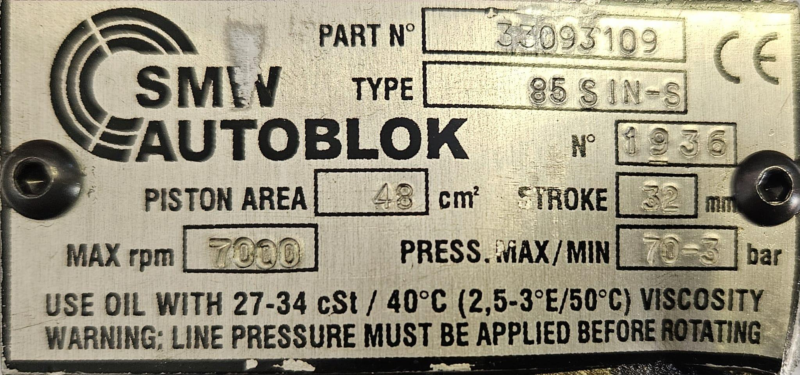 PART N° 33093109
CE
SMW
AUTOBLOK
TYPE 85 SIN-S
N° 1936
PISTON AREA 48 cm² STROKE 32 mm
MAX rpm 7000 PRESS. MAX/MIN 70-3 bar
USE OIL WITH 27-34 cSt / 40°C (2,5-3°E/50°C) VISCOSITY
WARNING: LINE PRESSURE MUST BE APPLIED BEFORE ROTATING